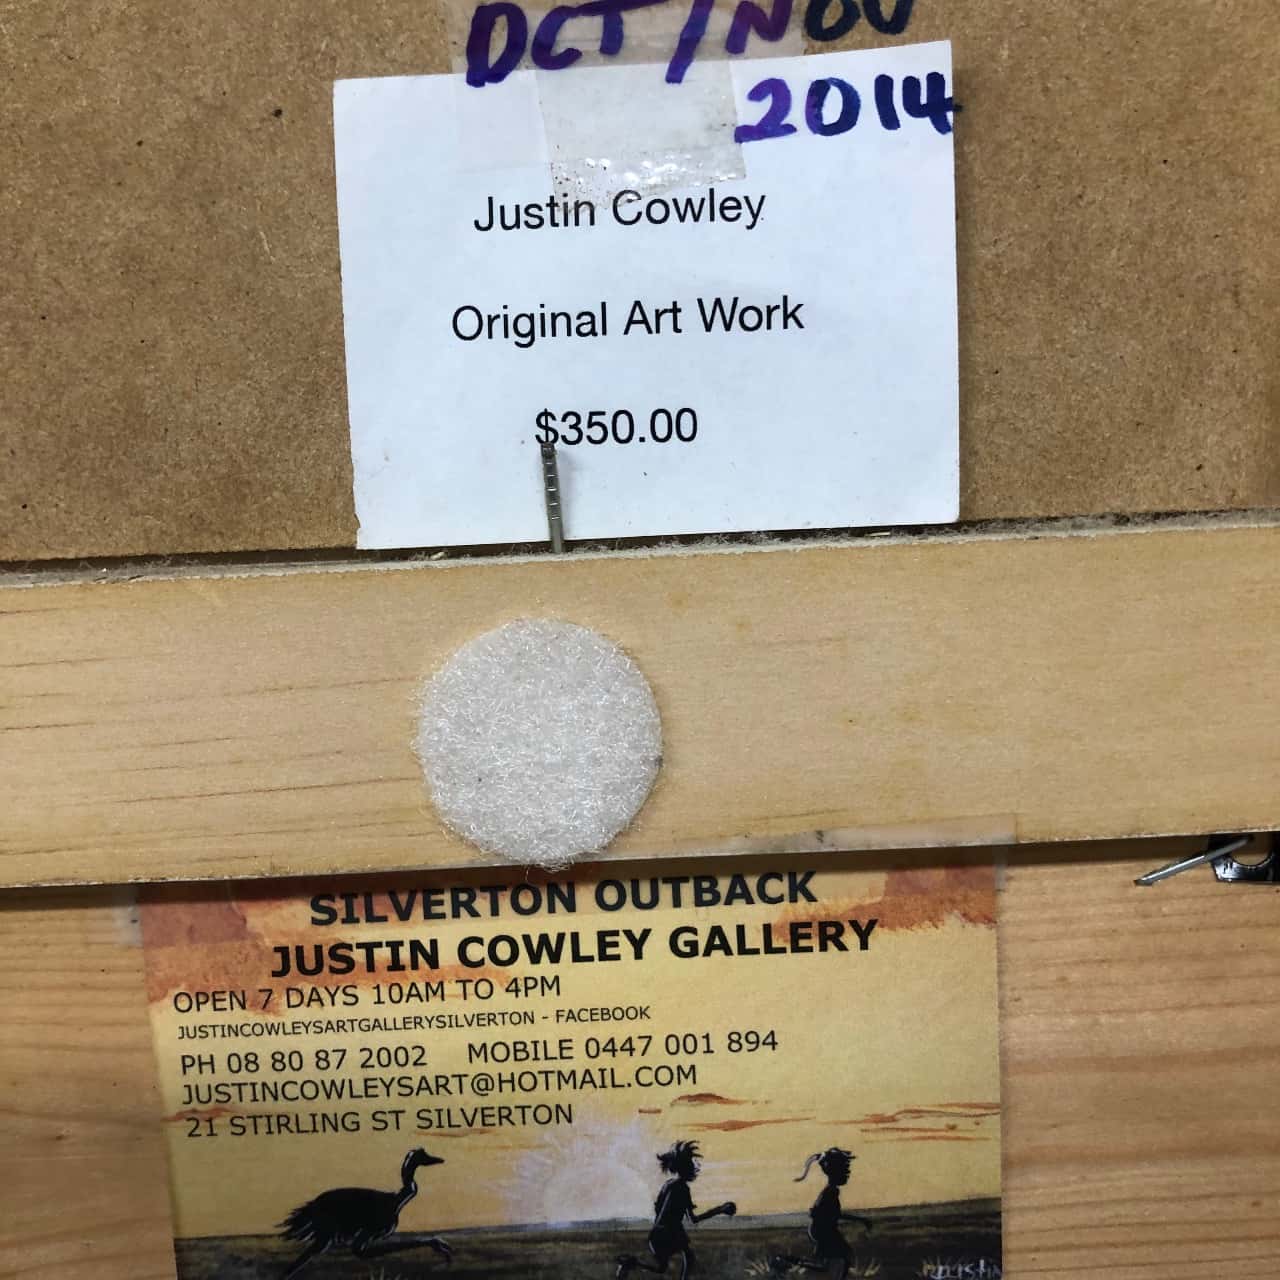 OCT/NOV
2014
Justin Cowley
Original Art Work
$350.00
SILVERTON OUTBACK
JUSTIN COWLEY GALLERY
OPEN 7 DAYS 10AM TO 4PM
JUSTINCOWLEYSARTGALLERYSILVERTON - FACEBOOK
PH 08 80 87 2002 MOBILE 0447 001 894
JUSTINCOWLEYSART@HOTMAIL.COM
21 STIRLING ST SILVERTON